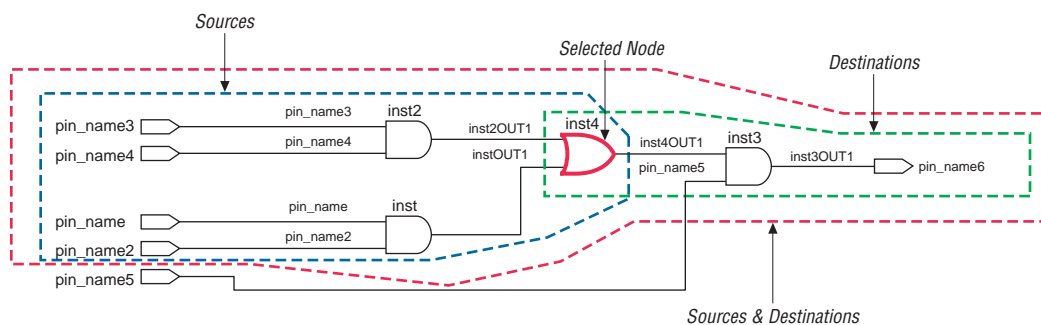 Sources
Selected Node
Destinations
pin_name3
inst2
inst4
inst3
pin_name3
inst2OUT1
inst4OUT1
inst3OUT1
pin_name4
pin_name4
instOUT1
pin_name5
pin_name6
pin_name
inst
pin_name
pin_name2
pin_name2
pin_name5
Sources & Destinations